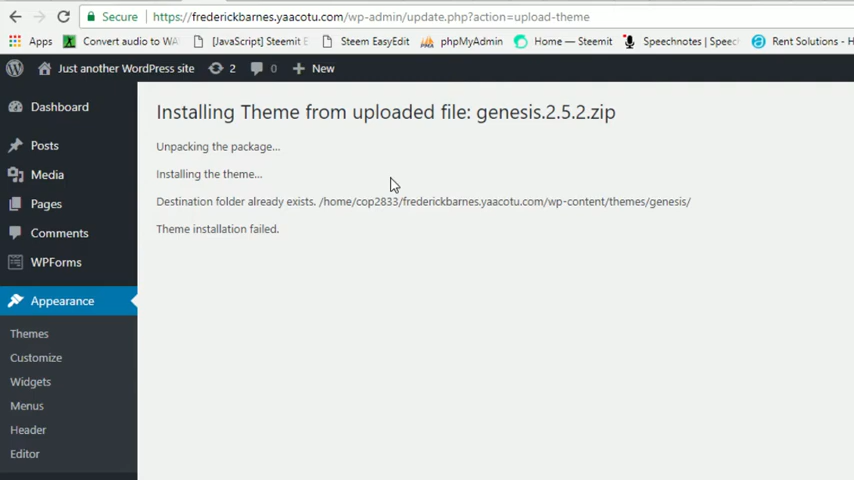 Secure https://frederickbarnes.yaacotu.com/wp-admin/update.php?action=upload-theme
Apps Convert audio to WA [JavaScript] Steemit E Steem EasyEdit phpMyAdmin Home — Steemit Speechnotes | Speec Rent Solutions - H
Just another WordPress site 2 0 New
Dashboard
Posts
Media
Pages
Comments
WPForms
Appearance
Themes
Customize
Widgets
Menus
Header
Editor
Installing Theme from uploaded file: genesis.2.5.2.zip
Unpacking the package...
Installing the theme...
Destination folder already exists. /home/cop2833/frederickbarnes.yaacotu.com/wp-content/themes/genesis/
Theme installation failed.